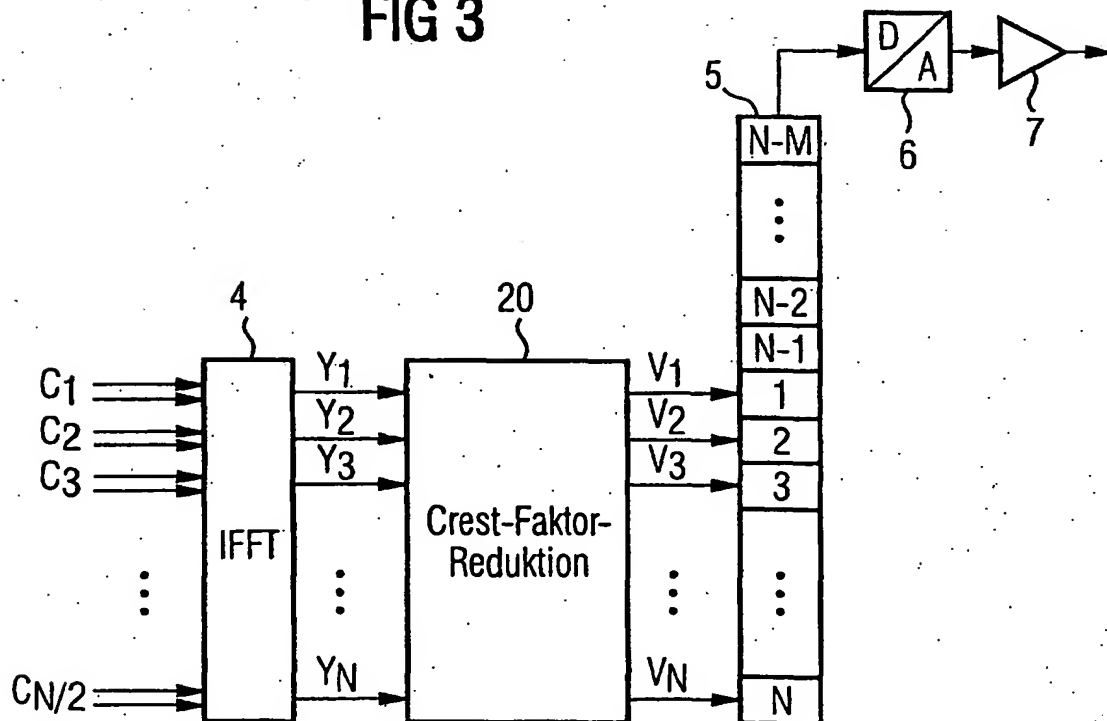 FIG 3
D
A
5
6
7
N-M
N-2
4
20
N-1
C1
Y1
V1
1
C2
Y2
V2
2
C3
Y3
V3
3
IFFT
Crest-Faktor-
Reduktion
CN/2
YN
VN
N